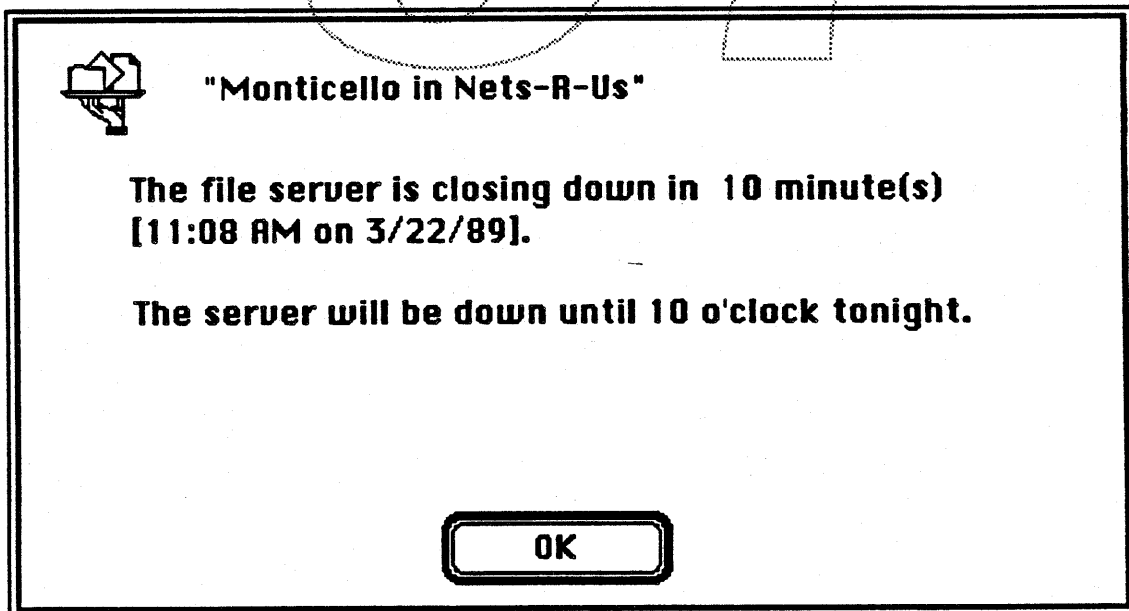 "Monticello in Nets-R-Us"
The file server is closing down in 10 minute(s)
[11:08 AM on 3/22/89].
The server will be down until 10 o'clock tonight.
OK